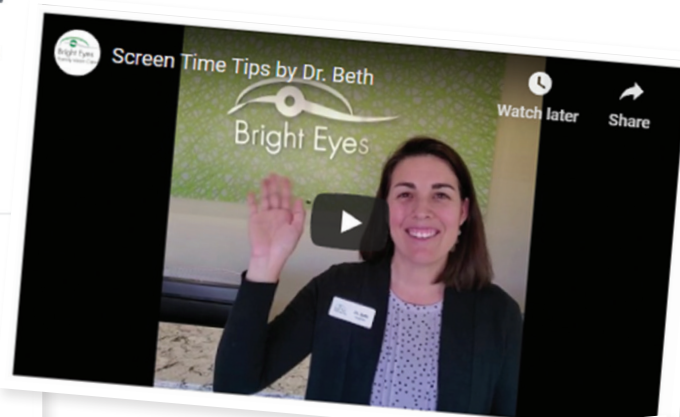 Bright Eyes
Screen Time Tips by Dr. Beth
Watch later
Share
Bright Eyes